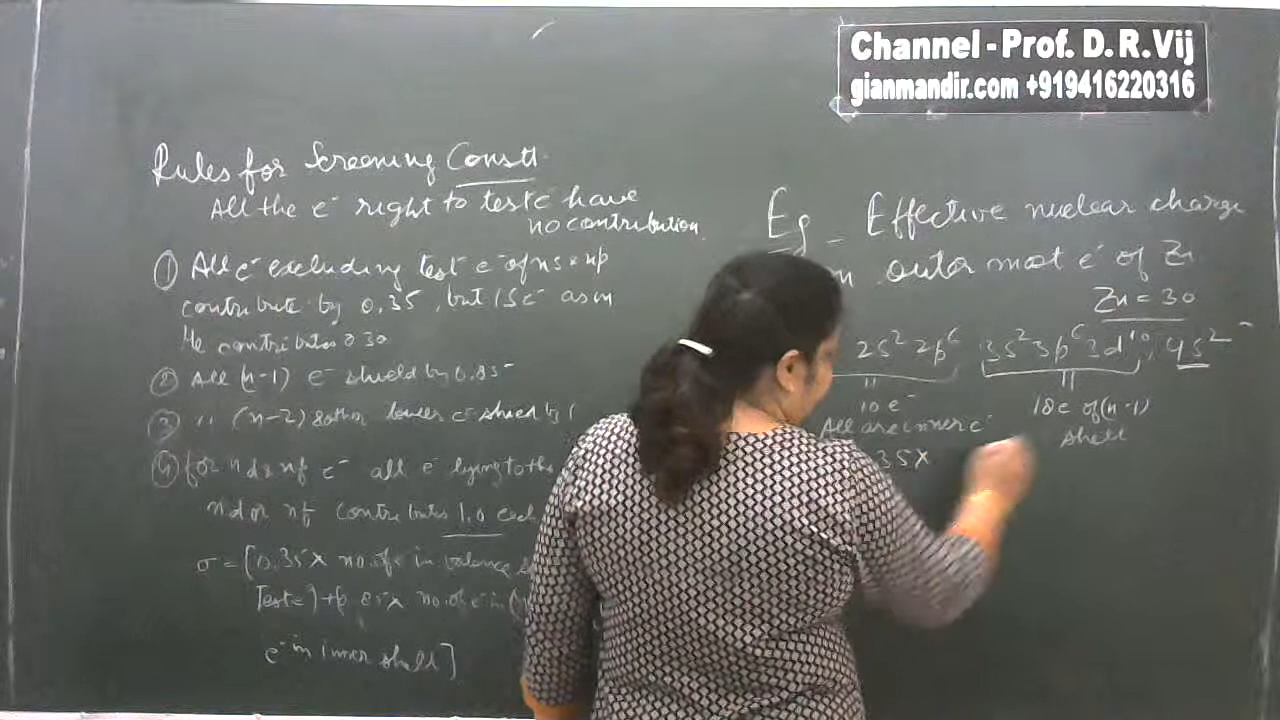 Channel - Prof. D. R. Vij
gianmandir.com +919416220316
Rules for Screening Constt.
All the e⁻ right to test e⁻ have
no contribution.
① All e⁻ excluding test e⁻ of ns & np
contribute by 0.35, but 1S e⁻ as in
He contributes 0.30
② All (n-1) e⁻ shield by 0.85
③ " (n-2) & other lower e⁻ shield by
④ for nd & nf e⁻ all e⁻ lying to the
nd or nf contributes 1.0 each
σ = [0.35 × no. of e⁻ in valence
Test e⁻] + [0.85 × no. of e⁻ in (n
e⁻ in inner shell]
Eg - Effective nuclear charge
on outer most e⁻ of Zn
Zn = 30
2S² 2p⁶ 3s² 3p⁶ 3d¹⁰, 4s²
10 e⁻
All are inner e⁻
18e⁻ of (n-1)
shell
35 ×